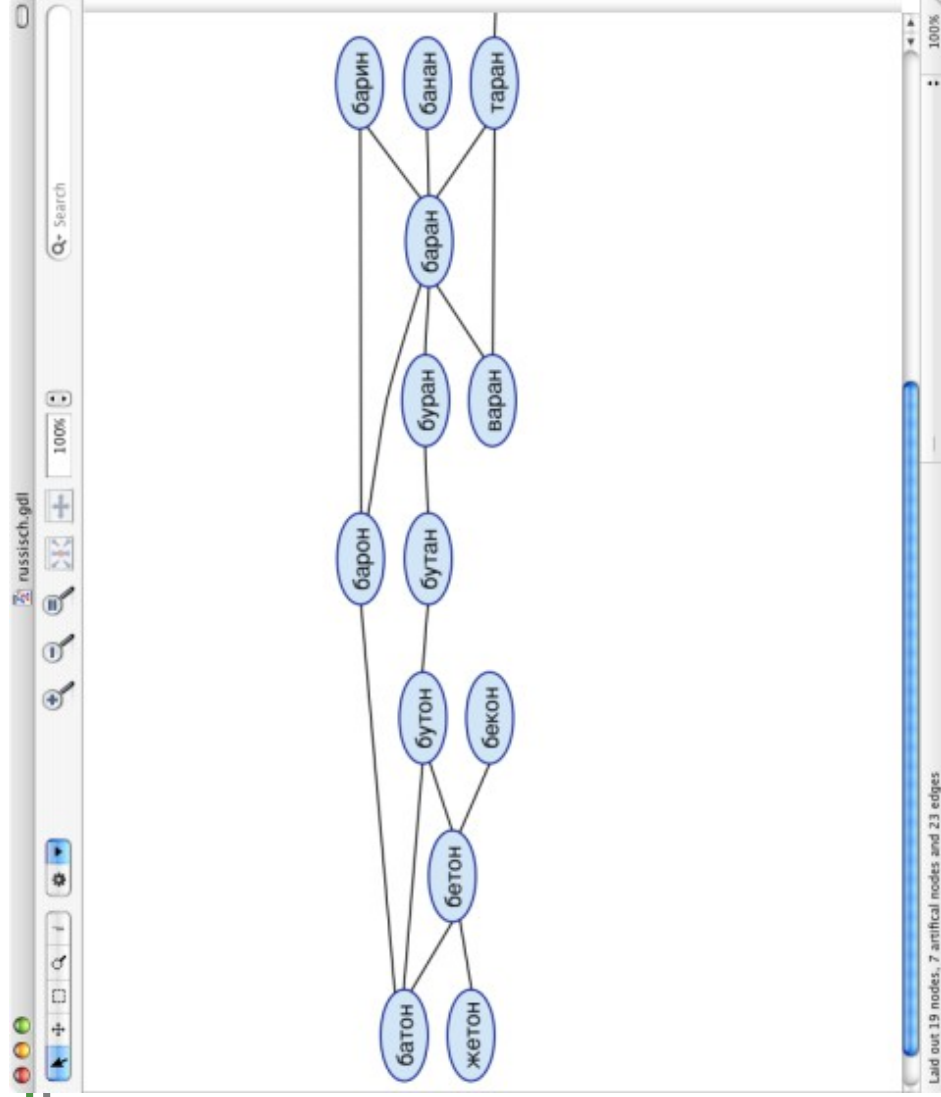 russisch.gdl
100%
Search
батон
жетон
бетон
бутон
бекон
барон
бутан
буран
варан
баран
барин
банан
таран
Laid out 19 nodes, 7 artifical nodes and 23 edges
100%